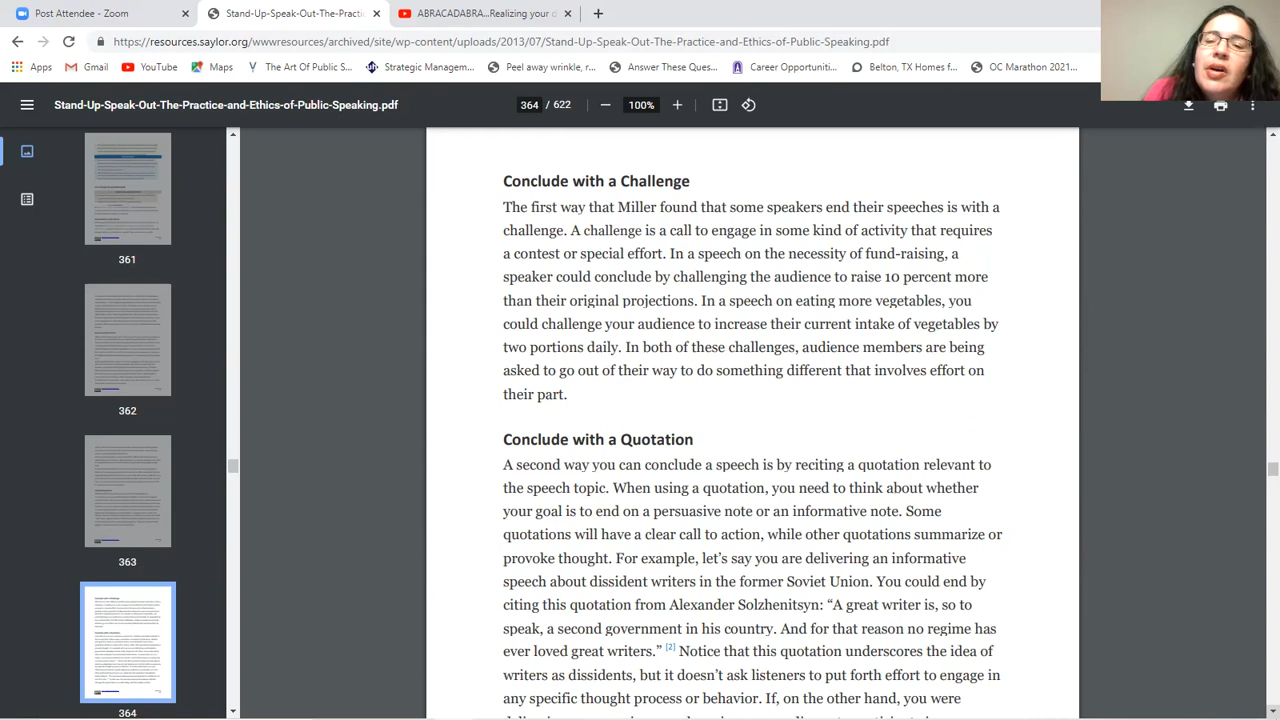 Post Attendee - Zoom
Stand-Up-Speak-Out-The-Practi
ABRACADABRA...Realizing your d
https://resources.saylor.org/wwwresources/archived/site/wp-content/uploads/2
tand-Up-Speak-Out-The-Practice-and-Ethics-of-Public-Speaking.pdf
Apps Gmail YouTube Maps The Art Of Public S... Strategic Managem... rinkle, r... Answer These Que... Belton, TX Homes f... OC Marathon 2021...
Stand-Up-Speak-Out-The-Practice-and-Ethics-of-Public-Speaking.pdf 364 / 622 100%
361
362
363
364
Conclude with a Challenge
The first way that Miller found that some speakers end their speeches is with a
challenge. A challenge is a call to engage in some kind of activity that requires
a contest or special effort. In a speech on the necessity of fund-raising, a
speaker could conclude by challenging the audience to raise 10 percent more
than their original projections. In a speech on eating more vegetables, you
could challenge your audience to increase their current intake of vegetables by
two portions daily. In both of these challenges, audience members are being
asked to go out of their way to do something different that involves effort on
their part.
Conclude with a Quotation
A second way you can conclude a speech is by reciting a quotation relevant to
the speech topic. When using a quotation, you need to think about whether
your goal is to end on a persuasive note or an informative note. Some
quotations will have a clear call to action, while other quotations summarize or
provoke thought. For example, let's say you are delivering an informative
speech about dissident writers in the former Soviet Union. You could end by
citing this quotation from Alexander Solzhenitsyn: "A great writer is, so to
speak, a second government in his country. And for that reason no regime has
ever loved great writers." [2] Notice that this quotation underscores the idea of
writers as dissidents, but it doesn't ask listeners to put forth effort to engage in
any specific thought process or behavior. If, on the other hand, you were